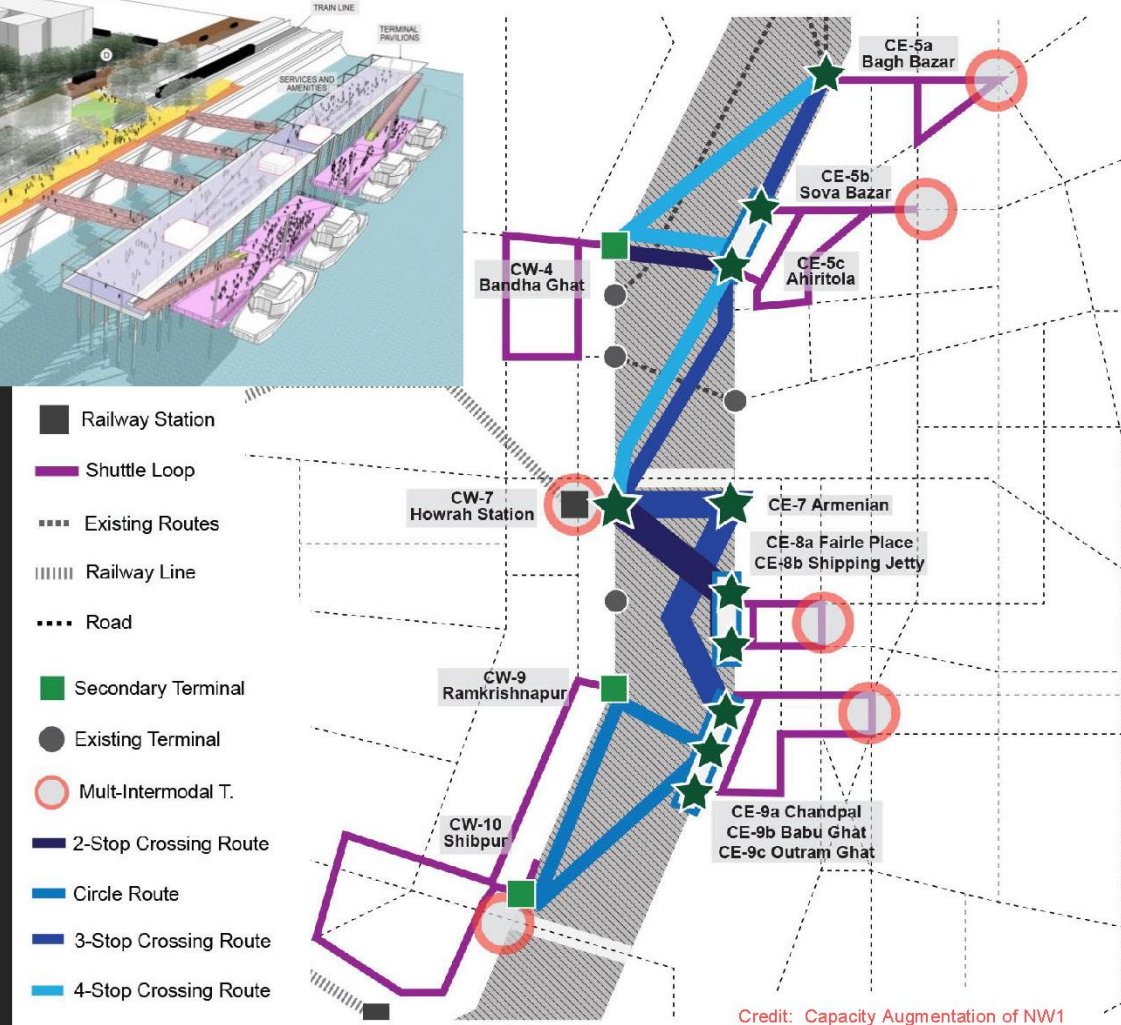 TRAIN LINE
TERMINAL
PAVILIONS
D
SERVICES AND
AMENITIES
CE-5a
Bagh Bazar
CE-5b
Sova Bazar
CW-4
Bandha Ghat
CE-5c
Ahiritola
Railway Station
Shuttle Loop
Existing Routes
Railway Line
Road
Secondary Terminal
Existing Terminal
Mult-Intermodal T.
2-Stop Crossing Route
Circle Route
3-Stop Crossing Route
4-Stop Crossing Route
CW-7
Howrah Station
CE-7 Armenian
CE-8a Fairle Place
CE-8b Shipping Jetty
CW-9
Ramkrishnapur
CW-10
Shibpur
CE-9a Chandpal
CE-9b Babu Ghat
CE-9c Outram Ghat
Credit: Capacity Augmentation of NW1